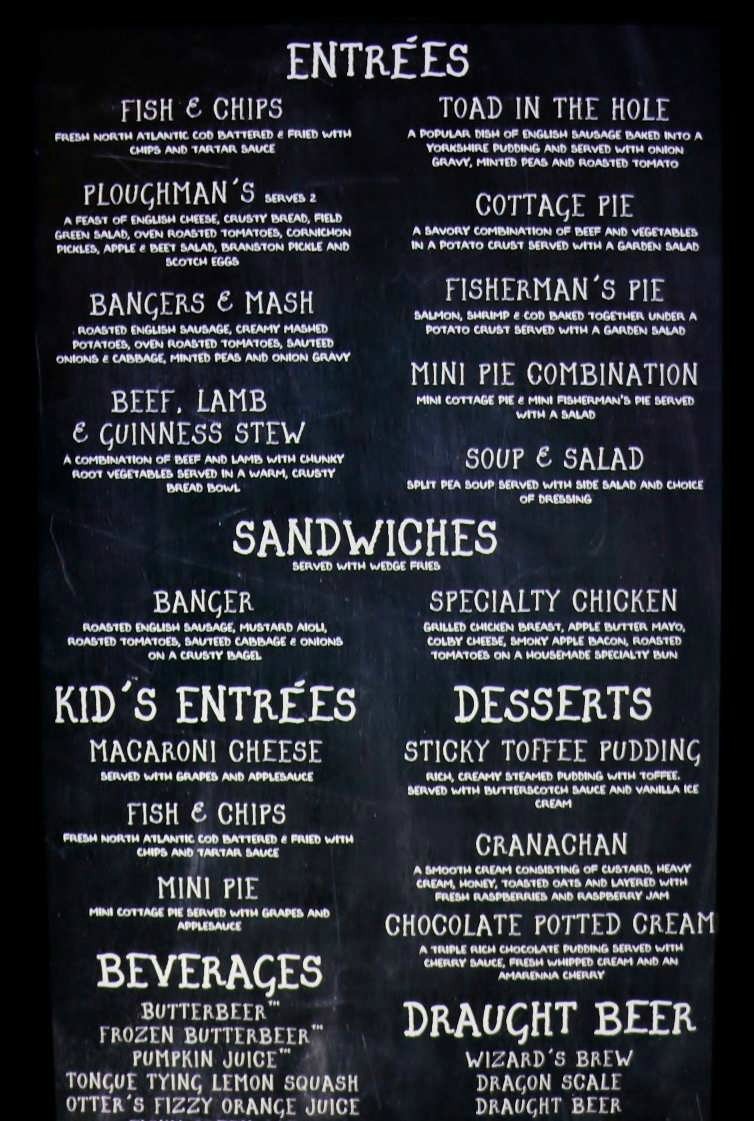 ENTRÉES
FISH & CHIPS
FRESH NORTH ATLANTIC COD BATTERED & FRIED WITH
CHIPS AND TARTAR SAUCE
PLOUGHMAN'S SERVES 2
A FEAST OF ENGLISH CHEESE, CRUSTY BREAD, FIELD
GREEN SALAD, OVEN ROASTED TOMATOES, CORNICHON
PICKLES, APPLE & BEET SALAD, BRANSTON PICKLE AND
SCOTCH EGGS
BANGERS & MASH
ROASTED ENGLISH SAUSAGE, CREAMY MASHED
POTATOES, OVEN ROASTED TOMATOES, SAUTEED
ONIONS & CABBAGE, MINTED PEAS AND ONION GRAVY
BEEF, LAMB
& GUINNESS STEW
A COMBINATION OF BEEF AND LAMB WITH CHUNKY
ROOT VEGETABLES SERVED IN A WARM, CRUSTY
BREAD BOWL
TOAD IN THE HOLE
A POPULAR DISH OF ENGLISH SAUSAGE BAKED INTO A
YORKSHIRE PUDDING AND SERVED WITH ONION
GRAVY, MINTED PEAS AND ROASTED TOMATO
COTTAGE PIE
A SAVORY COMBINATION OF BEEF AND VEGETABLES
IN A POTATO CRUST SERVED WITH A GARDEN SALAD
FISHERMAN'S PIE
SALMON, SHRIMP & COD BAKED TOGETHER UNDER A
POTATO CRUST SERVED WITH A GARDEN SALAD
MINI PIE COMBINATION
MINI COTTAGE PIE & MINI FISHERMAN'S PIE SERVED
WITH A SALAD
SOUP & SALAD
SPLIT PEA SOUP SERVED WITH SIDE SALAD AND CHOICE
OF DRESSING
SANDWICHES
SERVED WITH WEDGE FRIES
BANGER
ROASTED ENGLISH SAUSAGE, MUSTARD AIOLI,
ROASTED TOMATOES, SAUTEED CABBAGE & ONIONS
ON A CRUSTY BAGEL
SPECIALTY CHICKEN
GRILLED CHICKEN BREAST, APPLE BUTTER MAYO,
COLBY CHEESE, SMOKY APPLE BACON, ROASTED
TOMATOES ON A HOUSEMADE SPECIALTY BUN
KID'S ENTRÉES
MACARONI CHEESE
SERVED WITH GRAPES AND APPLESAUCE
FISH & CHIPS
FRESH NORTH ATLANTIC COD BATTERED & FRIED WITH
CHIPS AND TARTAR SAUCE
MINI PIE
MINI COTTAGE PIE SERVED WITH GRAPES AND
APPLESAUCE
BEVERAGES
BUTTERBEER™
FROZEN BUTTERBEER™
PUMPKIN JUICE™
TONGUE TYING LEMON SQUASH
OTTER'S FIZZY ORANGE JUICE
DESSERTS
STICKY TOFFEE PUDDING
RICH, CREAMY STEAMED PUDDING WITH TOFFEE.
SERVED WITH BUTTERSCOTCH SAUCE AND VANILLA ICE
CREAM
CRANACHAN
A SMOOTH CREAM CONSISTING OF CUSTARD, HEAVY
CREAM, HONEY, TOASTED OATS AND LAYERED WITH
FRESH RASPBERRIES AND RASPBERRY JAM
CHOCOLATE POTTED CREAM
A TRIPLE RICH CHOCOLATE PUDDING SERVED WITH
CHERRY SAUCE, FRESH WHIPPED CREAM AND AN
AMARENNA CHERRY
DRAUGHT BEER
WIZARD'S BREW
DRAGON SCALE
DRAUGHT BEER